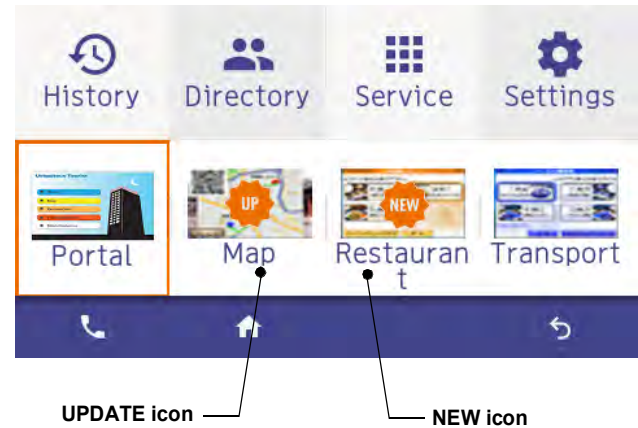 History Directory Service Settings
UP
NEW
Portal Map Restauran Transport
t
UPDATE icon
NEW icon